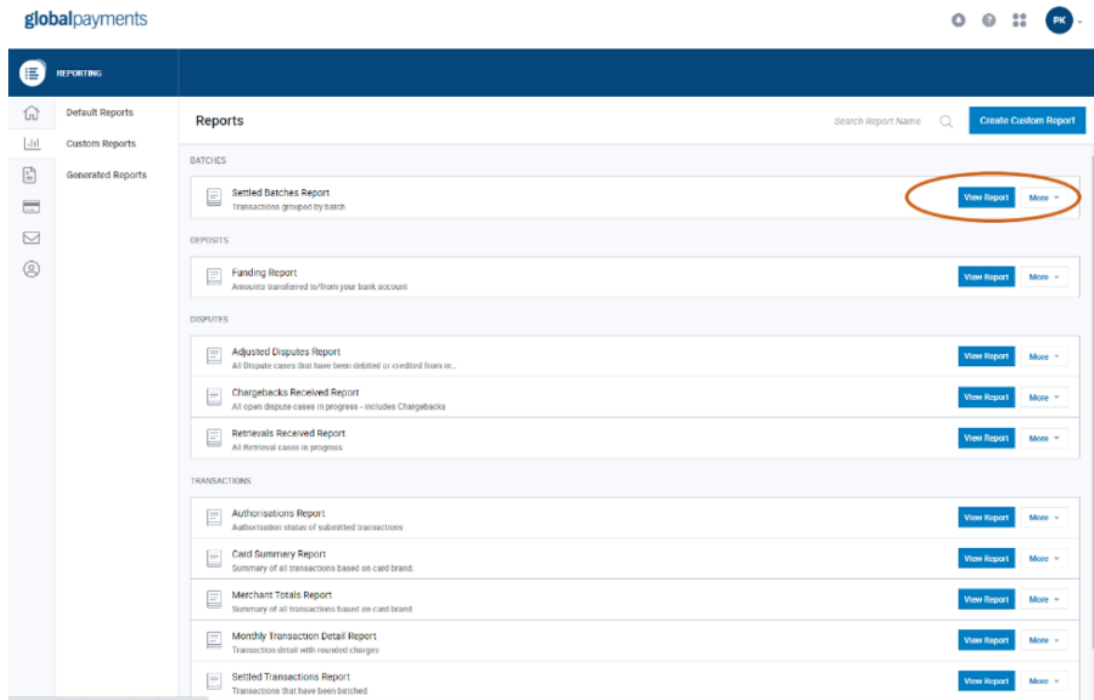 globalpayments
PK
REPORTING
Default Reports
Custom Reports
Generated Reports
Reports
Search Report Name
Create Custom Report
BATCHES
Settled Batches Report
Transactions grouped by batch
View Report
More
DEPOSITS
Funding Report
Amounts transferred to/from your bank account
View Report
More
DISPUTES
Adjusted Disputes Report
All Dispute cases that have been debited or credited from m...
View Report
More
Chargebacks Received Report
All open dispute cases in progress - includes Chargebacks
View Report
More
Retrievals Received Report
All Retrieval cases in progress
View Report
More
TRANSACTIONS
Authorisations Report
Authorisation status of submitted transactions
View Report
More
Card Summary Report
Summary of all transactions based on card brand.
View Report
More
Merchant Totals Report
Summary of all transactions based on card brand.
View Report
More
Monthly Transaction Detail Report
Transaction detail with rounded charges
View Report
More
Settled Transactions Report
Transactions that have been batched
View Report
More